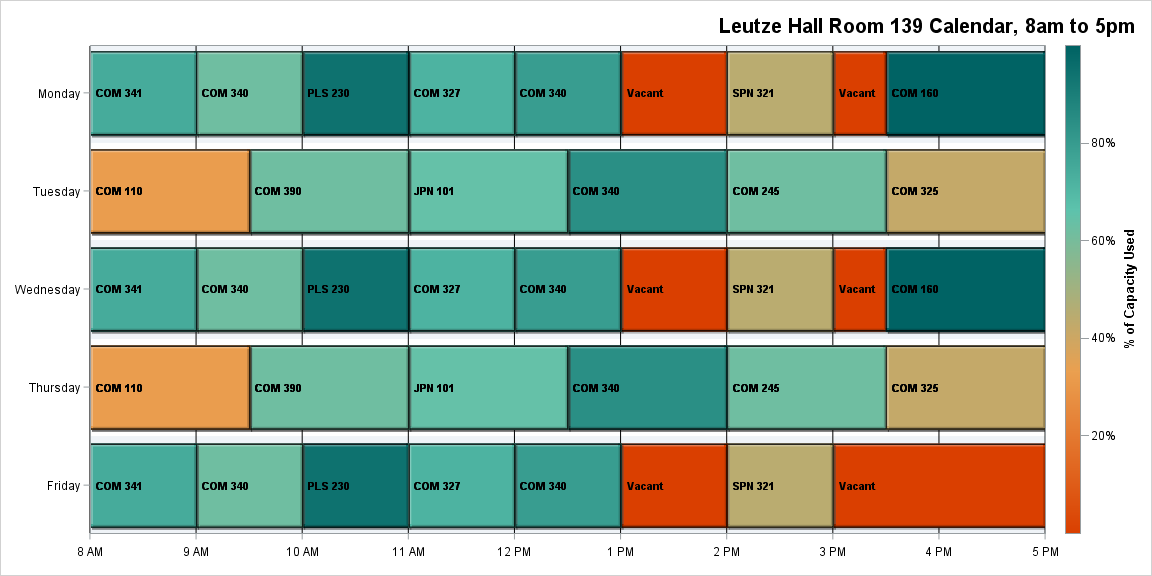 Leutze Hall Room 139 Calendar, 8am to 5pm
Monday
COM 341
COM 340
PLS 230
COM 327
COM 340
Vacant
SPN 321
Vacant
COM 160
Tuesday
COM 110
COM 390
JPN 101
COM 340
COM 245
COM 325
Wednesday
COM 341
COM 340
PLS 230
COM 327
COM 340
Vacant
SPN 321
Vacant
COM 160
Thursday
COM 110
COM 390
JPN 101
COM 340
COM 245
COM 325
Friday
COM 341
COM 340
PLS 230
COM 327
COM 340
Vacant
SPN 321
Vacant
8 AM
9 AM
10 AM
11 AM
12 PM
1 PM
2 PM
3 PM
4 PM
5 PM
80%
60%
40%
20%
% of Capacity Used